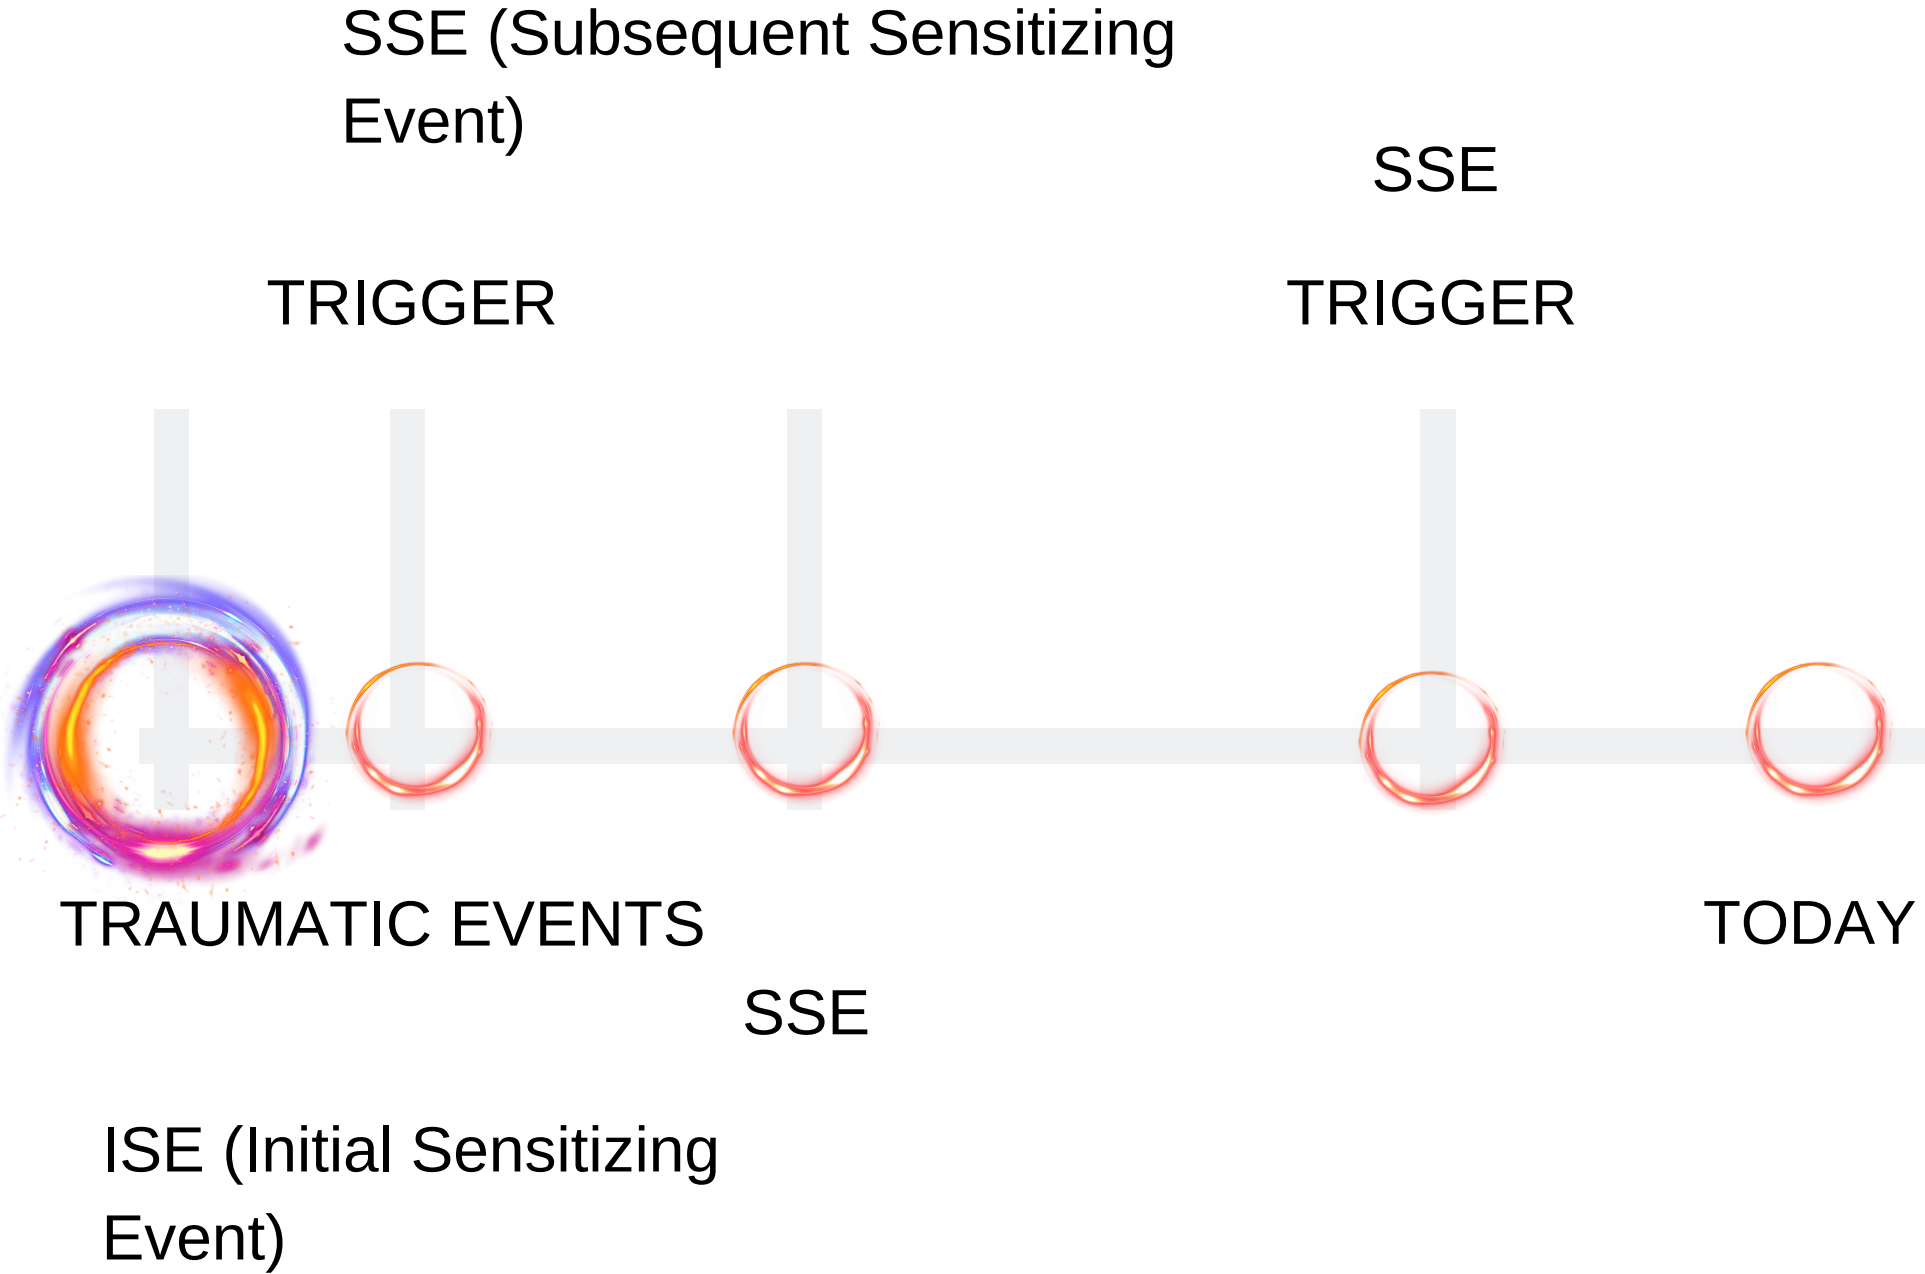 SSE (Subsequent Sensitizing
Event)
SSE
TRIGGER
TRIGGER
TRAUMATIC EVENTS
TODAY
SSE
ISE (Initial Sensitizing
Event)